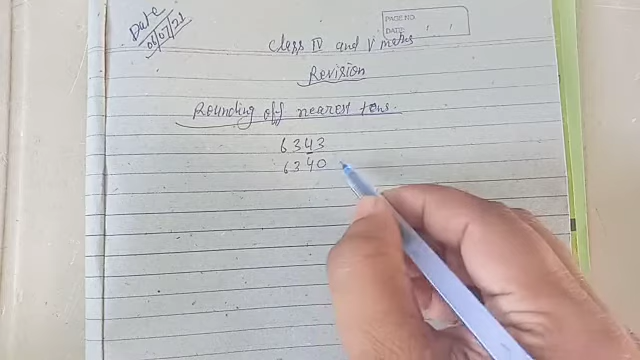 Date
01/07/21
PAGE NO.
DATE: / /
Class IV and V maths
Revision
Rounding off nearest tens.
6343
6340